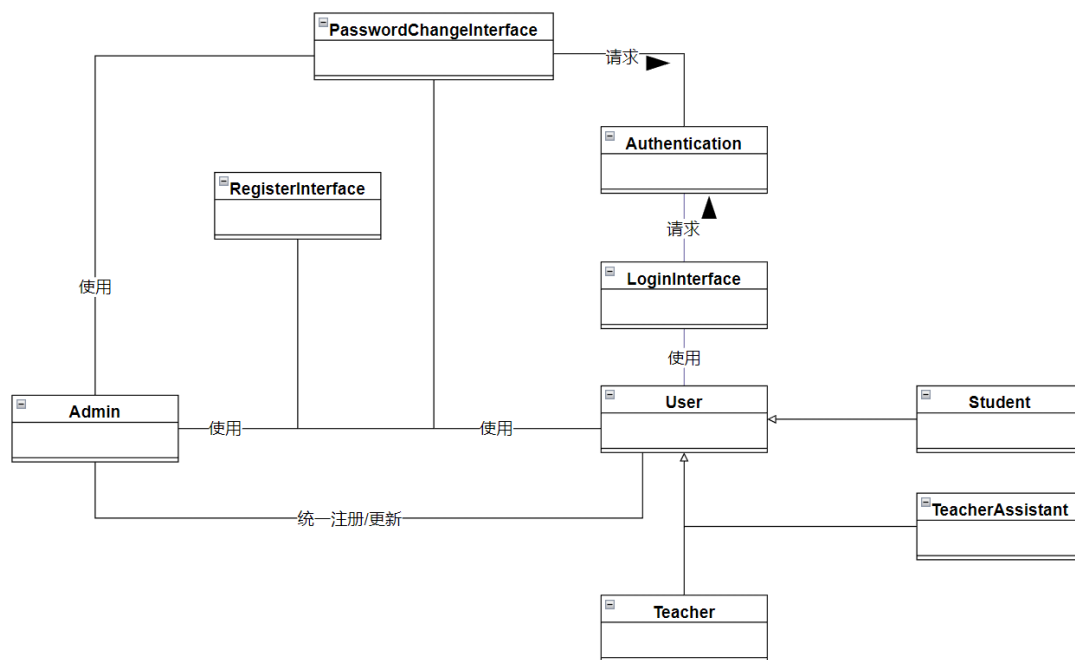 PasswordChangeInterface
请求
Authentication
RegisterInterface
请求
LoginInterface
使用
使用
Admin
User
Student
使用
使用
TeacherAssistant
统一注册/更新
Teacher